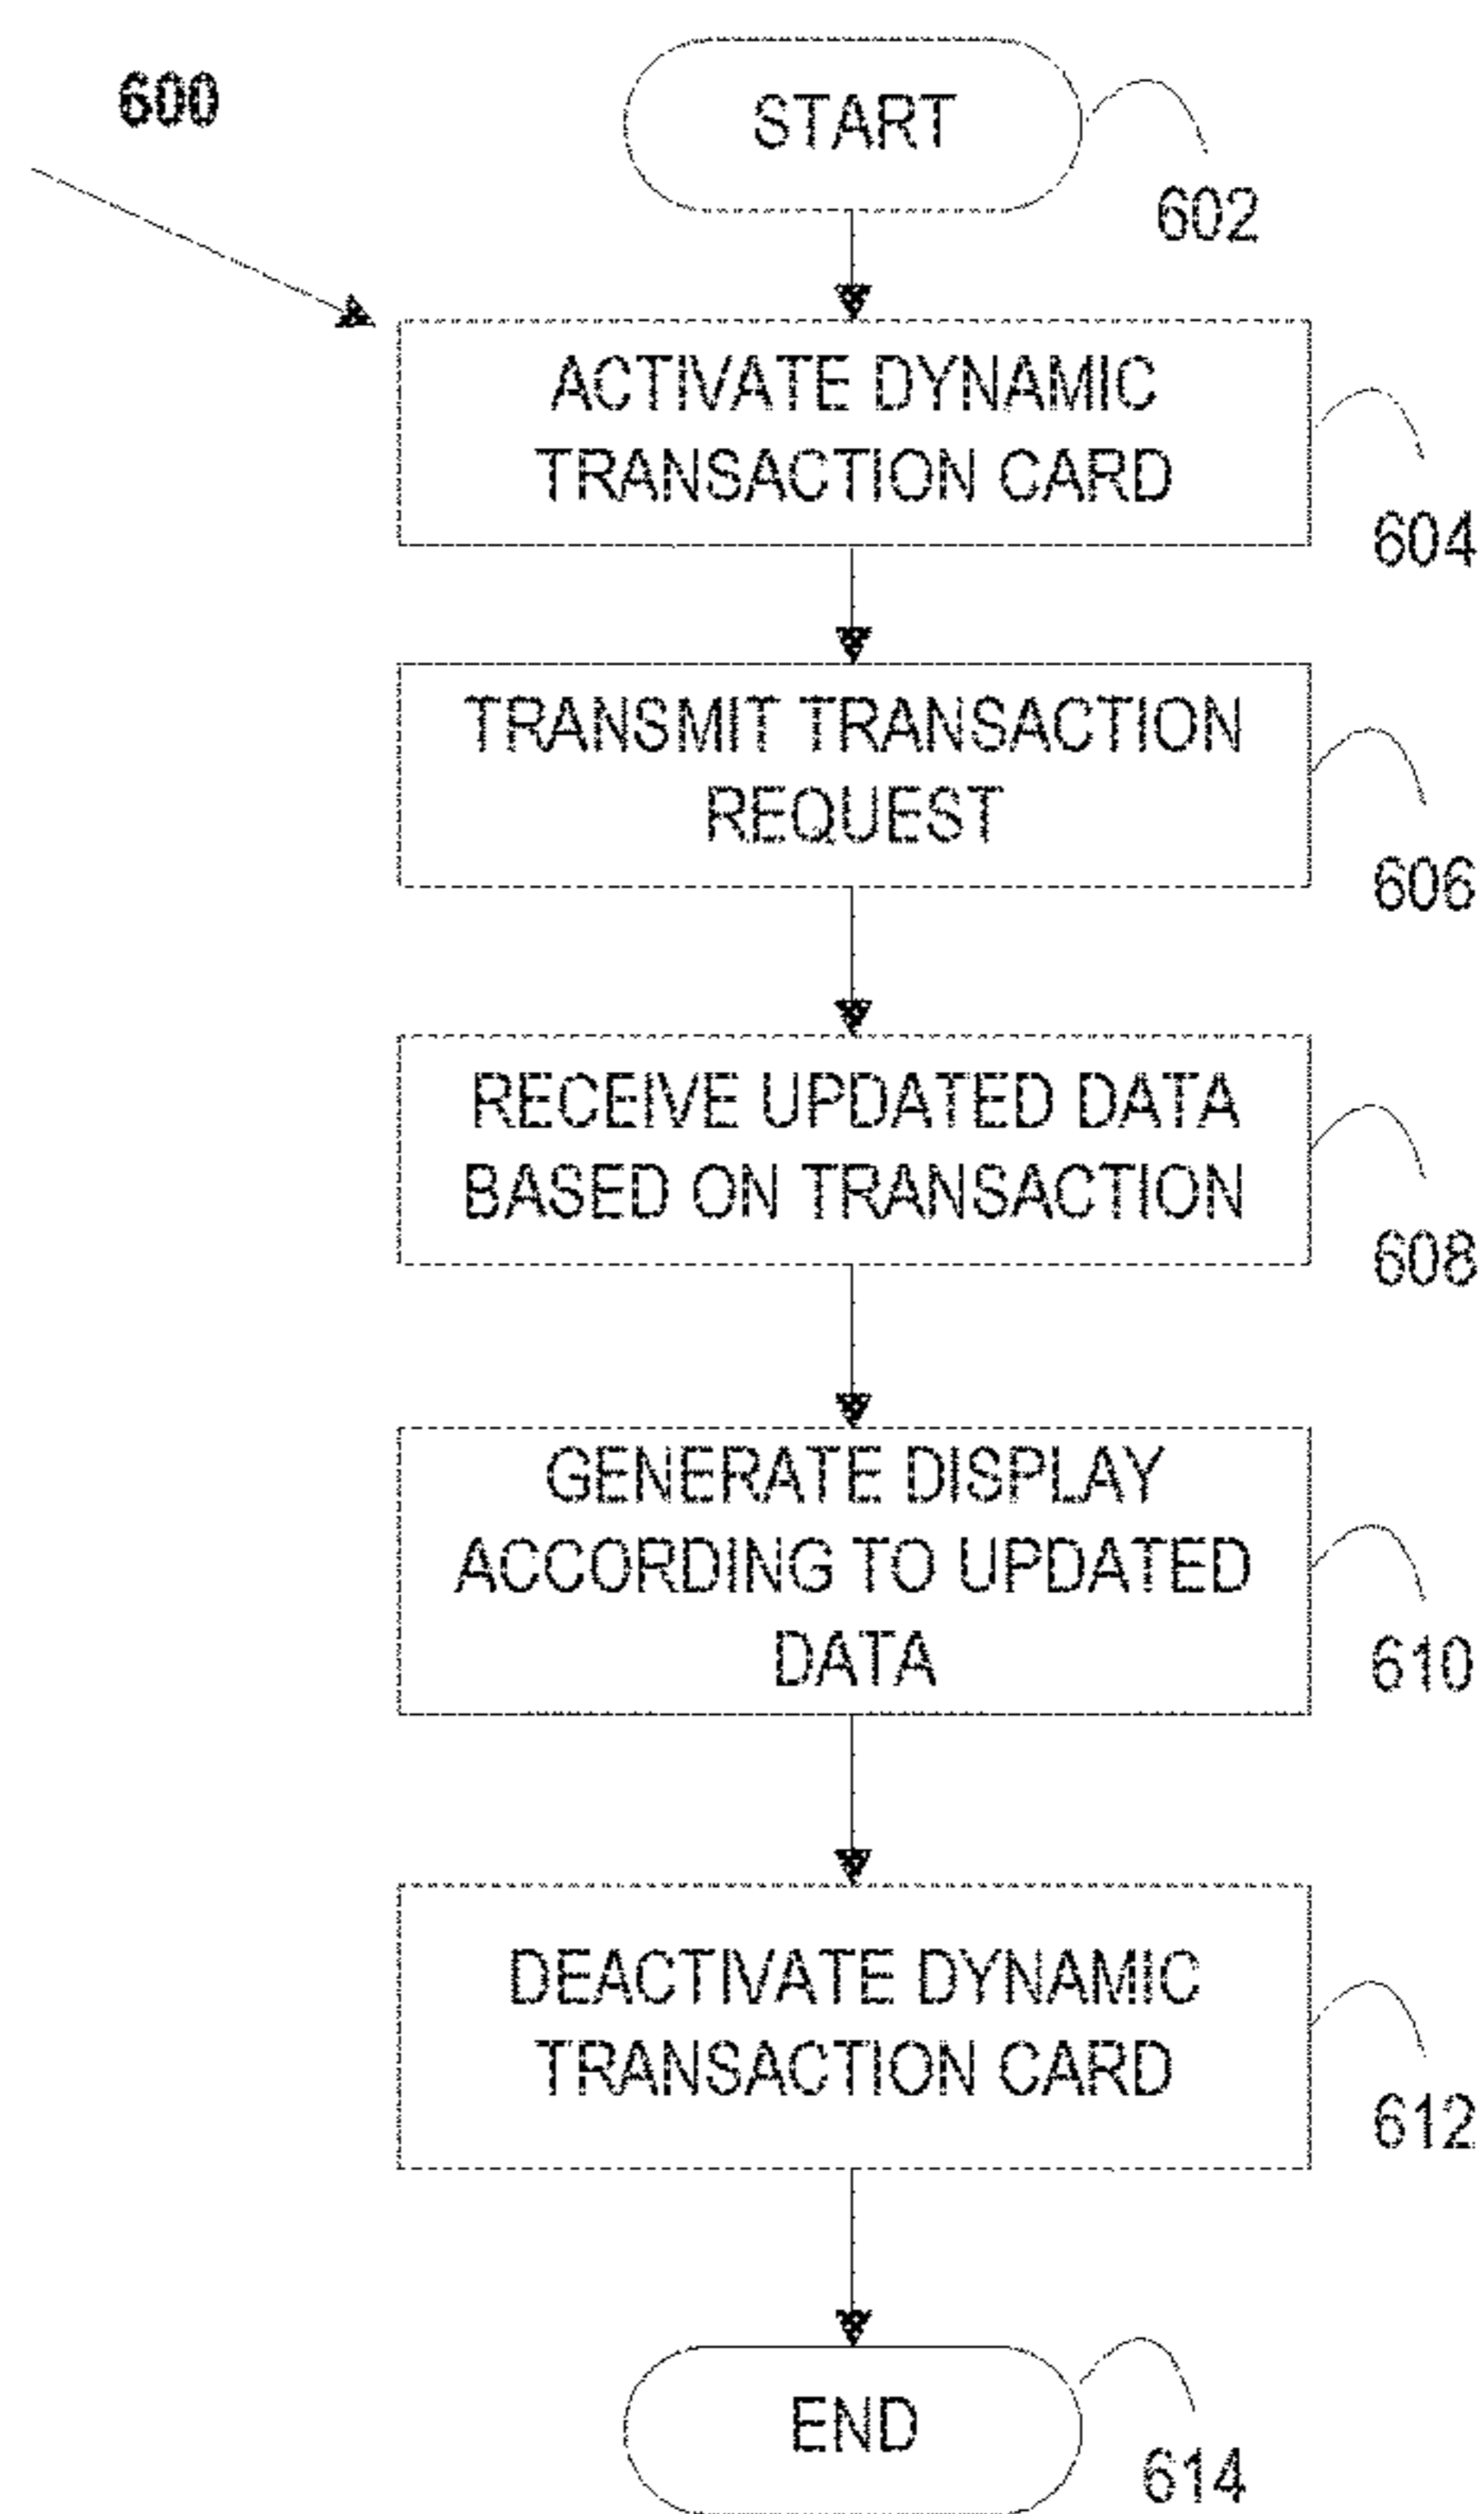 600
START
602
ACTIVATE DYNAMIC
TRANSACTION CARD
604
TRANSMIT TRANSACTION
REQUEST
606
RECEIVE UPDATED DATA
BASED ON TRANSACTION
608
GENERATE DISPLAY
ACCORDING TO UPDATED
DATA
610
DEACTIVATE DYNAMIC
TRANSACTION CARD
612
END
614